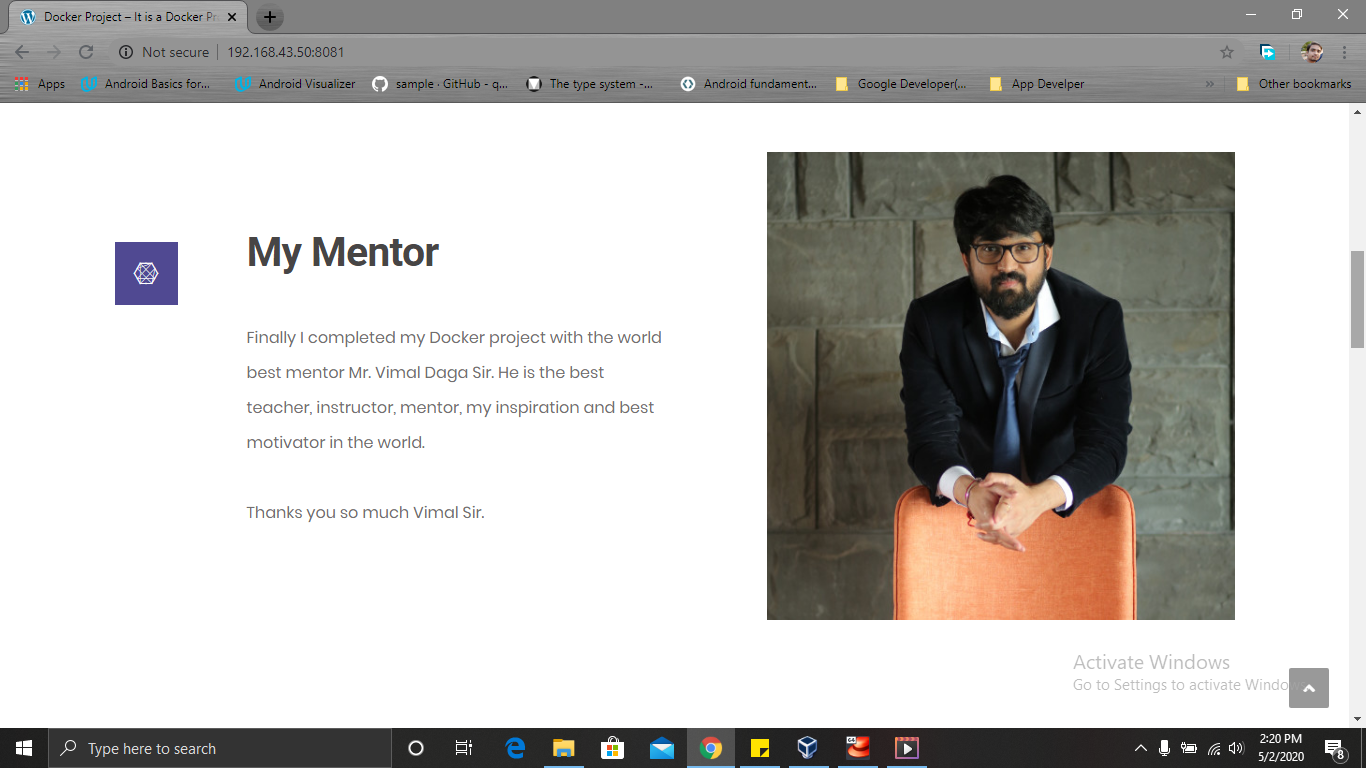 Docker Project – It is a Docker Pr
Not secure
192.168.43.50:8081
Apps
Android Basics for...
Android Visualizer
sample · GitHub - q...
The type system -...
Android fundament...
Google Developer(...
App Develper
»
Other bookmarks
My Mentor
Finally I completed my Docker project with the world
best mentor Mr. Vimal Daga Sir. He is the best
teacher, instructor, mentor, my inspiration and best
motivator in the world.
Thanks you so much Vimal Sir.
Activate Windows
Go to Settings to activate Windows
Type here to search
64
2:20 PM
5/2/2020
8